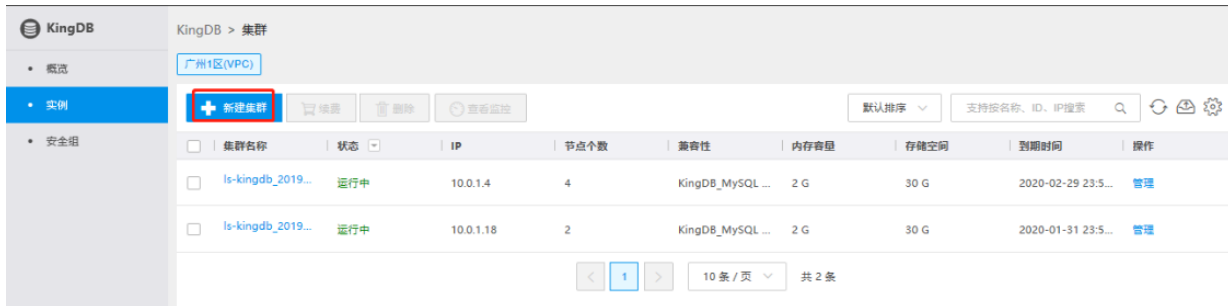 KingDB
KingDB > 集群
• 概览
广州1区(VPC)
• 实例
新建集群 续费 删除 查看监控 默认排序 支持按名称、ID、IP搜索
• 安全组
集群名称 状态 IP 节点个数 兼容性 内存容量 存储空间 到期时间 操作
ls-kingdb_2019... 运行中 10.0.1.4 4 KingDB_MySQL ... 2 G 30 G 2020-02-29 23:5... 管理
ls-kingdb_2019... 运行中 10.0.1.18 2 KingDB_MySQL ... 2 G 30 G 2020-01-31 23:5... 管理
< 1 > 10 条 / 页 共 2 条